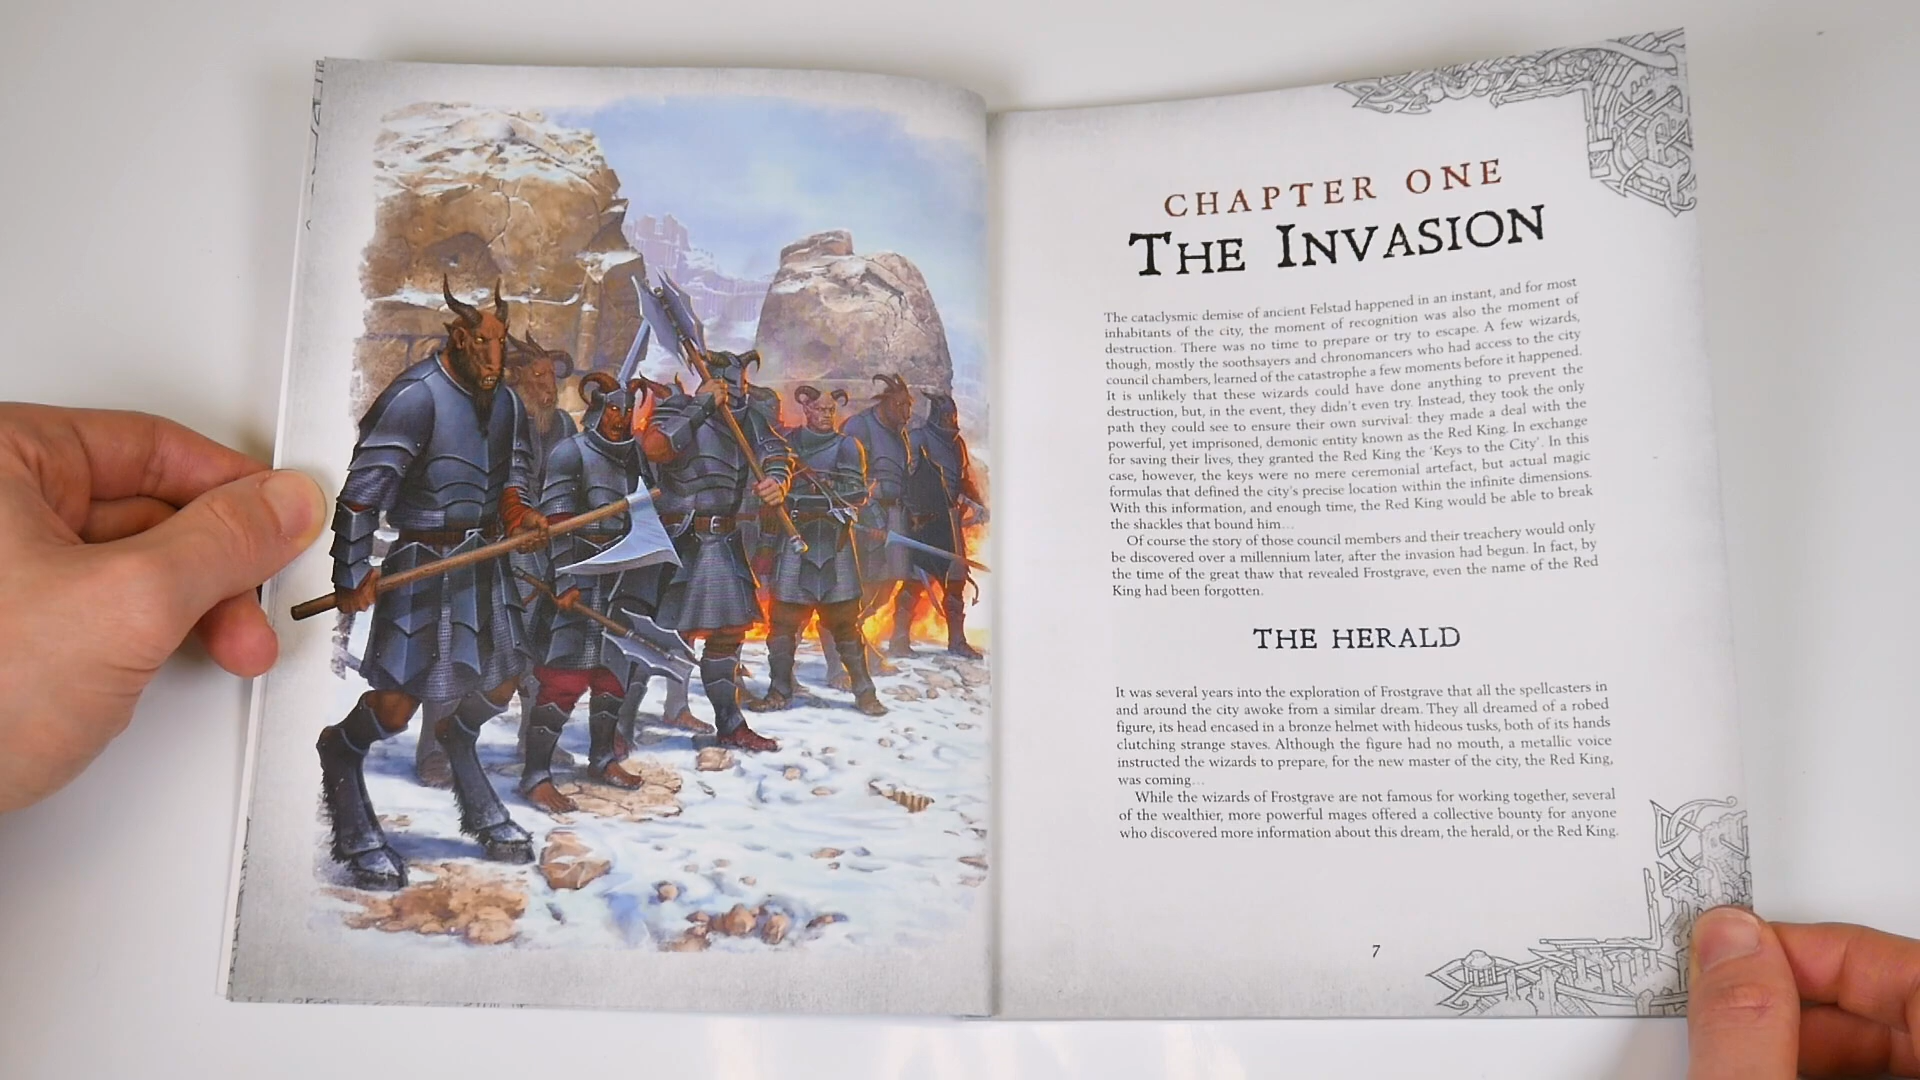 CHAPTER ONE
THE INVASION
The cataclysmic demise of ancient Felstad happened in an instant, and for most
inhabitants of the city, the moment of recognition was also the moment of
destruction. There was no time to prepare or try to escape. A few wizards,
though, mostly the soothsayers and chronomancers who had access to the city
council chambers, learned of the catastrophe a few moments before it happened.
It is unlikely that these wizards could have done anything to prevent the
destruction, but, in the event, they didn't even try. Instead, they took the only
path they could see to ensure their own survival: they made a deal with the
powerful, yet imprisoned, demonic entity known as the Red King. In exchange
for saving their lives, they granted the Red King the 'Keys to the City'. In this
case, however, the keys were no mere ceremonial artefact, but actual magic
formulas that defined the city's precise location within the infinite dimensions.
With this information, and enough time, the Red King would be able to break
the shackles that bound him…
Of course the story of those council members and their treachery would only
be discovered over a millennium later, after the invasion had begun. In fact, by
the time of the great thaw that revealed Frostgrave, even the name of the Red
King had been forgotten.
THE HERALD
It was several years into the exploration of Frostgrave that all the spellcasters in
and around the city awoke from a similar dream. They all dreamed of a robed
figure, its head encased in a bronze helmet with hideous tusks, both of its hands
clutching strange staves. Although the figure had no mouth, a metallic voice
instructed the wizards to prepare, for the new master of the city, the Red King,
was coming…
While the wizards of Frostgrave are not famous for working together, several
of the wealthier, more powerful mages offered a collective bounty for anyone
who discovered more information about this dream, the herald, or the Red King.
7